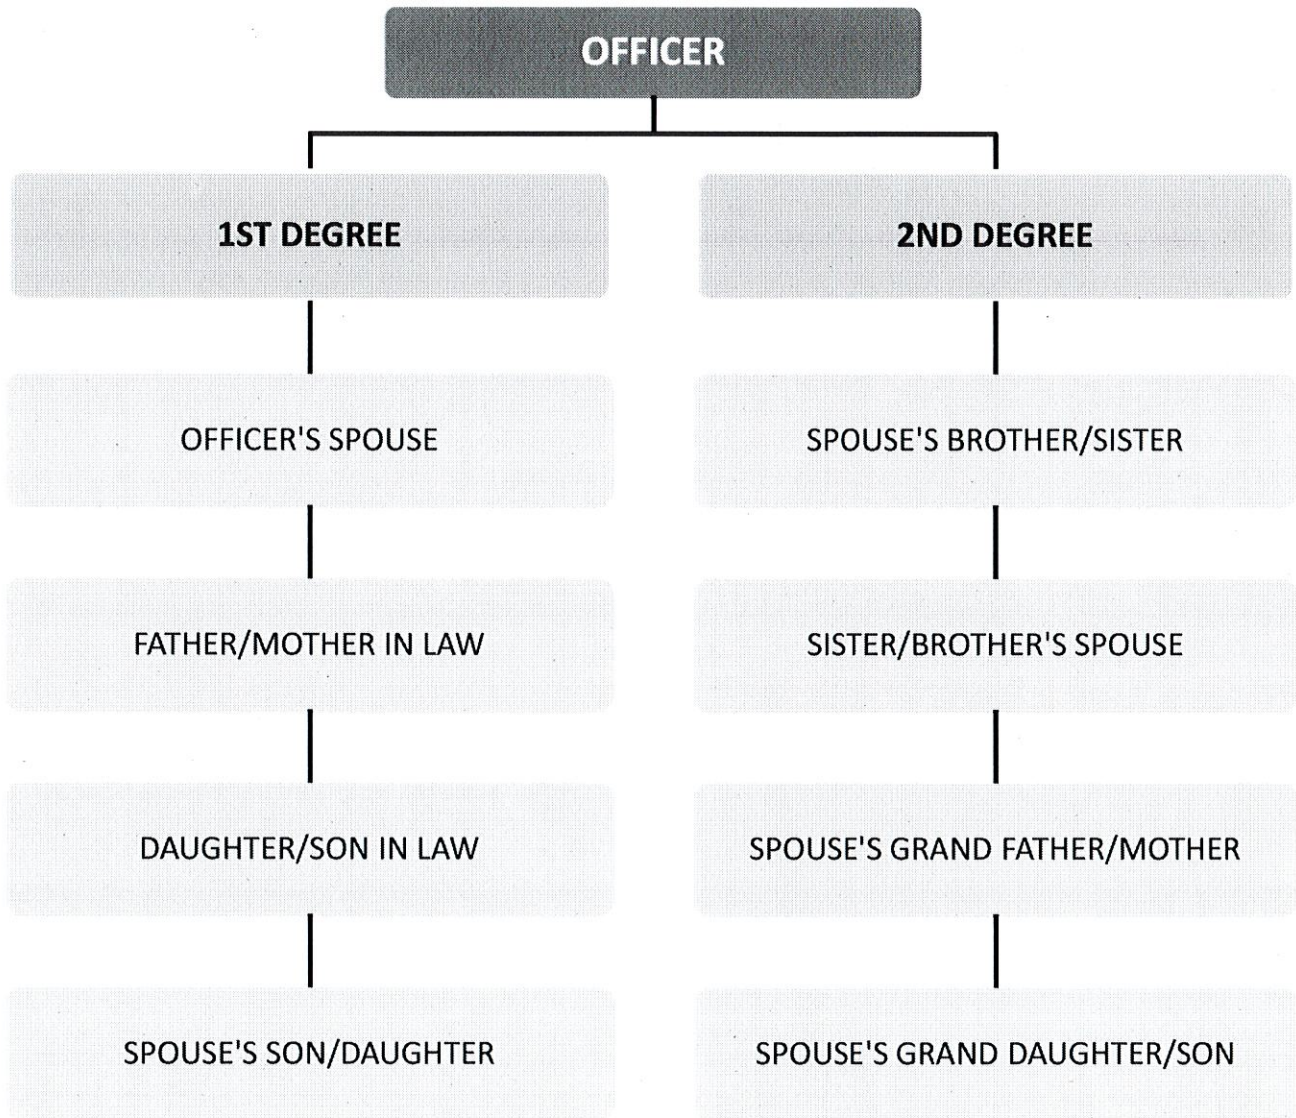 OFFICER
1ST DEGREE
OFFICER'S SPOUSE
FATHER/MOTHER IN LAW
DAUGHTER/SON IN LAW
SPOUSE'S SON/DAUGHTER
2ND DEGREE
SPOUSE'S BROTHER/SISTER
SISTER/BROTHER'S SPOUSE
SPOUSE'S GRAND FATHER/MOTHER
SPOUSE'S GRAND DAUGHTER/SON